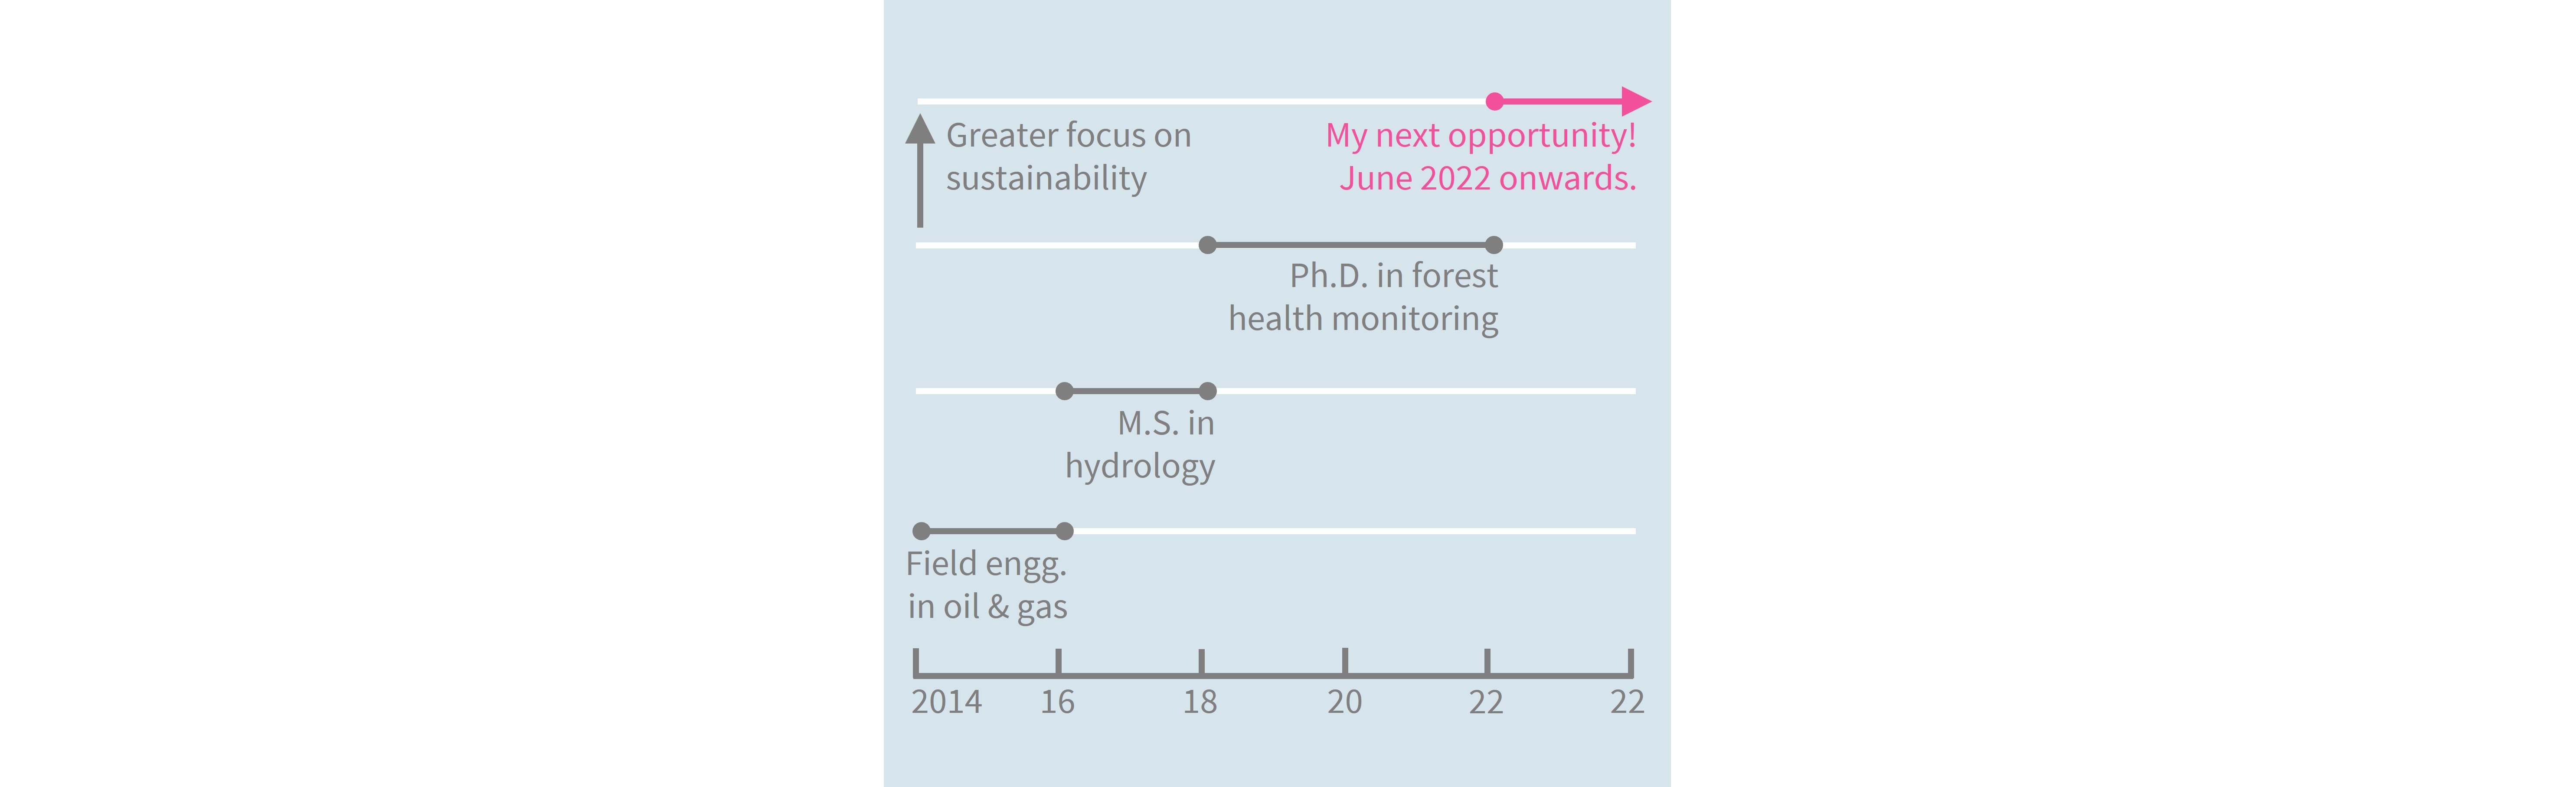 Greater focus on
sustainability
My next opportunity!
June 2022 onwards.
Ph.D. in forest
health monitoring
M.S. in
hydrology
Field engg.
in oil & gas
2014 16 18 20 22 22